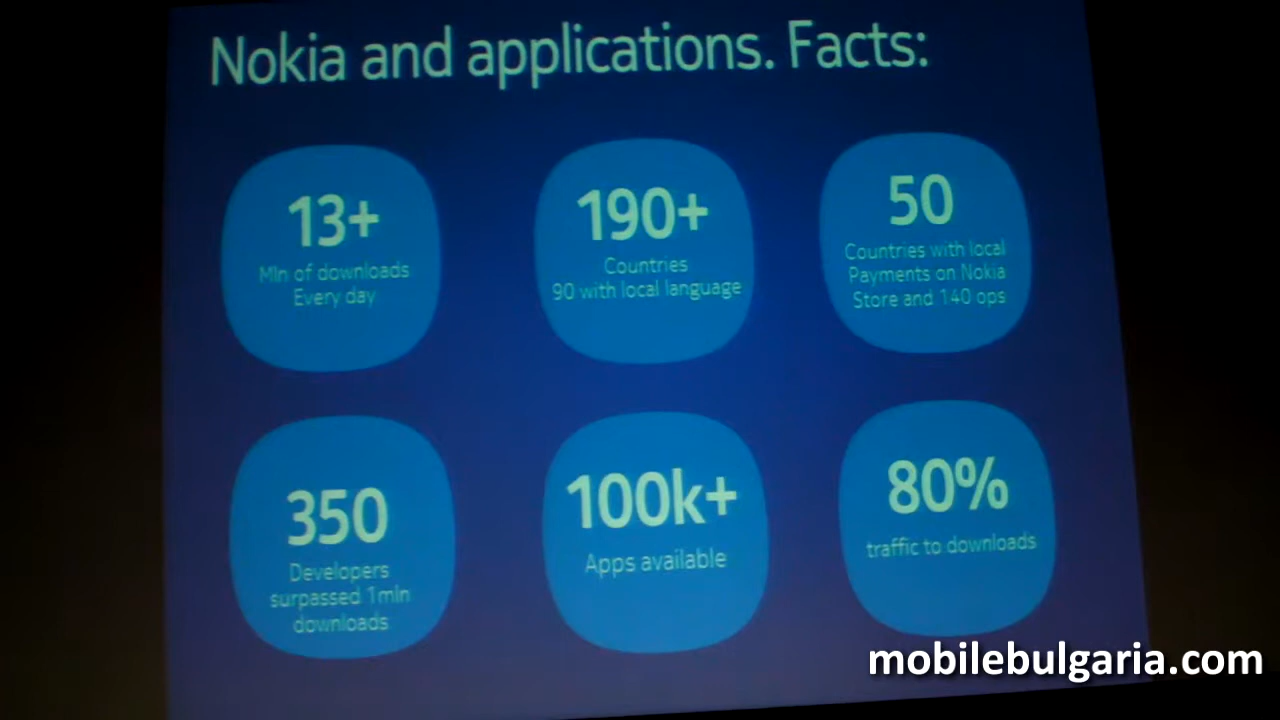 Nokia and applications. Facts:
13+
Mln of downloads
Every day
190+
Countries
90 with local language
50
Countries with local
Payments on Nokia
Store and 140 ops
350
Developers
surpassed 1mln
downloads
100k+
Apps available
80%
traffic to downloads
mobilebulgaria.com